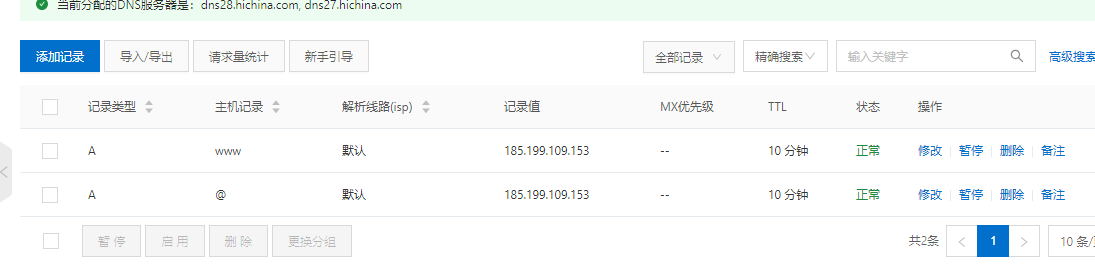 当前分配的DNS服务器是：dns28.hichina.com, dns27.hichina.com
添加记录 导入/导出 请求量统计 新手引导 全部记录 精确搜索 输入关键字 高级搜索
记录类型 主机记录 解析线路(isp) 记录值 MX优先级 TTL 状态 操作
A www 默认 185.199.109.153 -- 10 分钟 正常 修改 暂停 删除 备注
A @ 默认 185.199.109.153 -- 10 分钟 正常 修改 暂停 删除 备注
暂 停 启 用 删 除 更换分组 共2条 < 1 > 10 条/